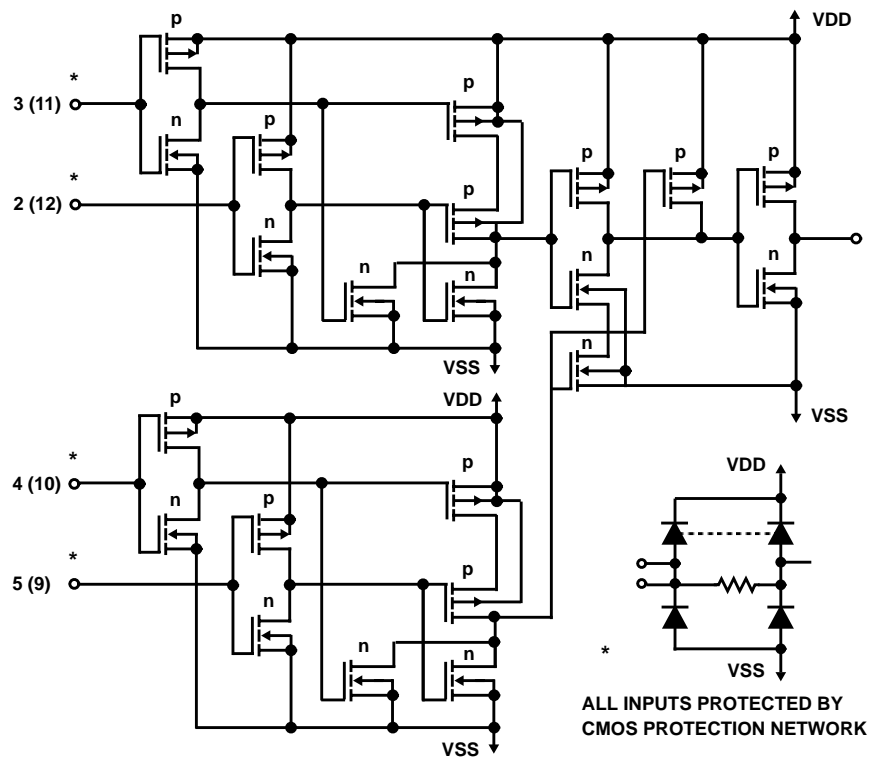 p
VDD
*
3 (11)
n
p
p
*
2 (12)
p
p
p
p
n
n
n
n
n
n
VSS
VDD
VSS
p
*
4 (10)
n
p
p
*
5 (9)
p
n
n
n
VSS
VDD
*
VSS
ALL INPUTS PROTECTED BY
CMOS PROTECTION NETWORK